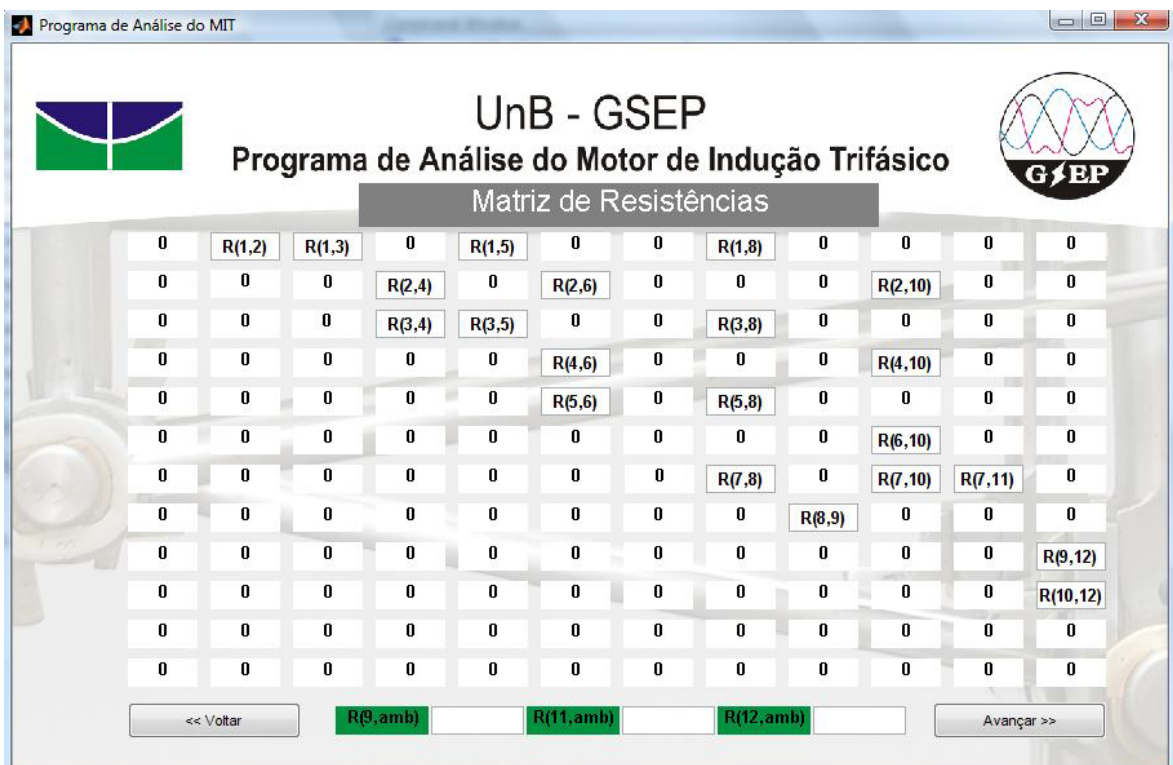 Programa de Análise do MIT
UnB - GSEP
Programa de Análise do Motor de Indução Trifásico
GSEP
Matriz de Resistências
0 R(1,2) R(1,3) 0 R(1,5) 0 0 R(1,8) 0 0 0 0
0 0 0 R(2,4) 0 R(2,6) 0 0 0 R(2,10) 0 0
0 0 0 R(3,4) R(3,5) 0 0 R(3,8) 0 0 0 0
0 0 0 0 0 R(4,6) 0 0 0 R(4,10) 0 0
0 0 0 0 0 R(5,6) 0 R(5,8) 0 0 0 0
0 0 0 0 0 0 0 0 0 R(6,10) 0 0
0 0 0 0 0 0 0 R(7,8) 0 R(7,10) R(7,11) 0
0 0 0 0 0 0 0 0 R(8,9) 0 0 0
0 0 0 0 0 0 0 0 0 0 0 R(9,12)
0 0 0 0 0 0 0 0 0 0 0 R(10,12)
0 0 0 0 0 0 0 0 0 0 0 0
0 0 0 0 0 0 0 0 0 0 0 0
<< Voltar R(9,amb) R(11,amb) R(12,amb) Avançar >>